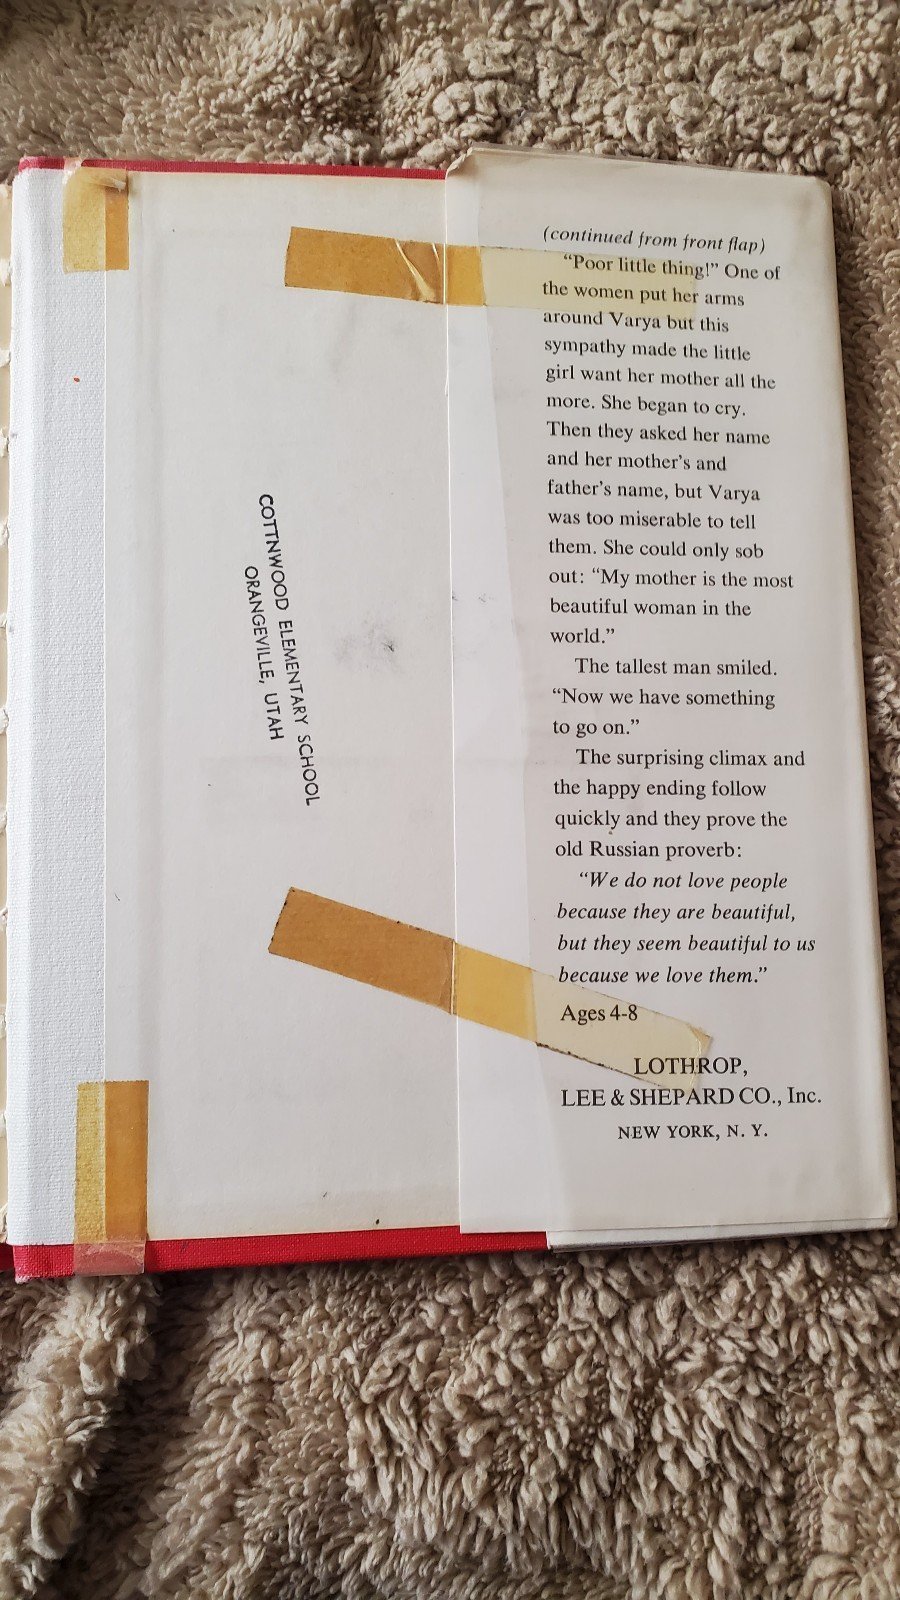 COTTNWOOD ELEMENTARY SCHOOL
ORANGEVILLE, UTAH
(continued from front flap)
“Poor little thing!” One of
the women put her arms
around Varya but this
sympathy made the little
girl want her mother all the
more. She began to cry.
Then they asked her name
and her mother’s and
father’s name, but Varya
was too miserable to tell
them. She could only sob
out: “My mother is the most
beautiful woman in the
world.”
The tallest man smiled.
“Now we have something
to go on.”
The surprising climax and
the happy ending follow
quickly and they prove the
old Russian proverb:
“We do not love people
because they are beautiful,
but they seem beautiful to us
because we love them.”
Ages 4-8
LOTHROP,
LEE & SHEPARD CO., Inc.
NEW YORK, N. Y.